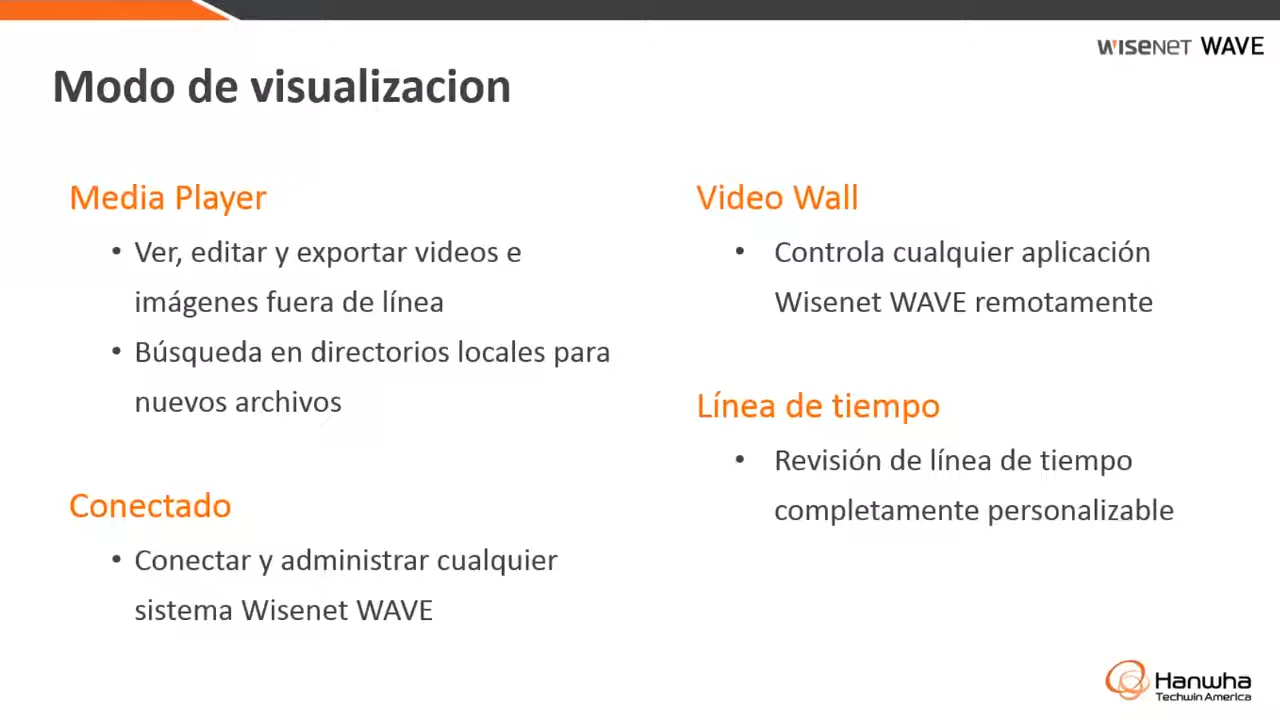 WISENET WAVE
Modo de visualizacion
Media Player
• Ver, editar y exportar videos e
imágenes fuera de línea
• Búsqueda en directorios locales para
nuevos archivos
Conectado
• Conectar y administrar cualquier
sistema Wisenet WAVE
Video Wall
• Controla cualquier aplicación
Wisenet WAVE remotamente
Línea de tiempo
• Revisión de línea de tiempo
completamente personalizable
Hanwha
Techwin America